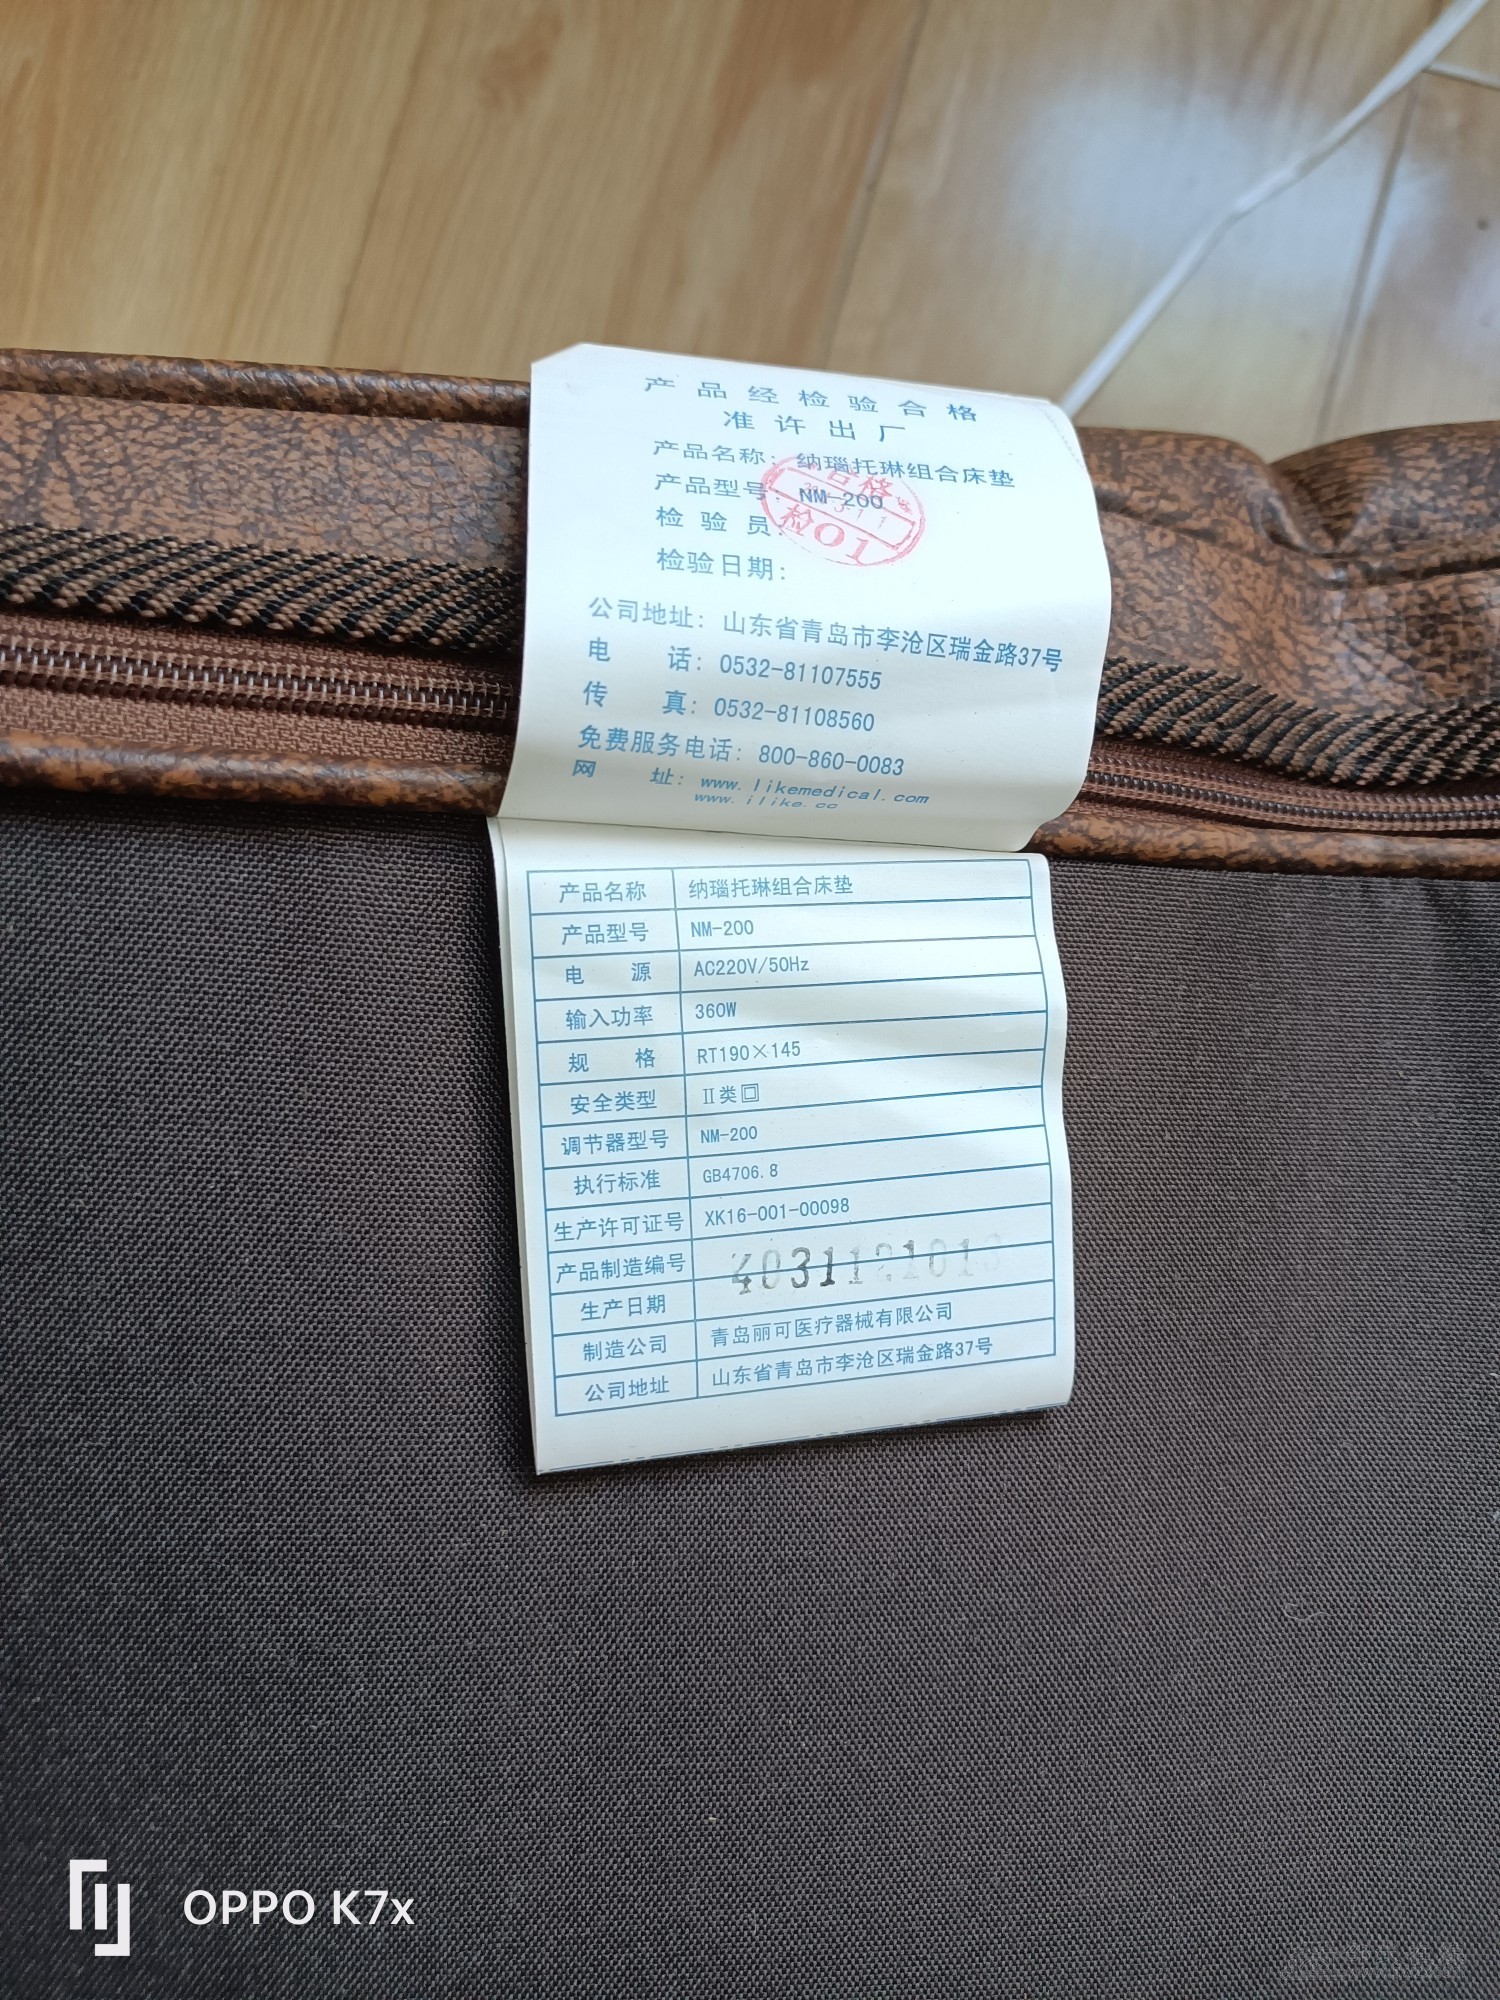 产品经检验合格
准许出厂
产品名称：纳瑙托琳组合床垫
产品型号：NM-200
检验员：
合格
检01
检验日期：
公司地址：山东省青岛市李沧区瑞金路37号
电话：0532-81107555
传真：0532-81108560
免费服务电话：800-860-0083
网址：www.likemedical.com
www.ilike.cc
产品名称 纳瑙托琳组合床垫
产品型号 NM-200
电源 AC220V/50Hz
输入功率 360W
规格 RT190×145
安全类型 Ⅱ类回
调节器型号 NM-200
执行标准 GB4706.8
生产许可证号 XK16-001-00098
产品制造编号
生产日期
制造公司 青岛丽可医疗器械有限公司
公司地址 山东省青岛市李沧区瑞金路37号
OPPO K7x